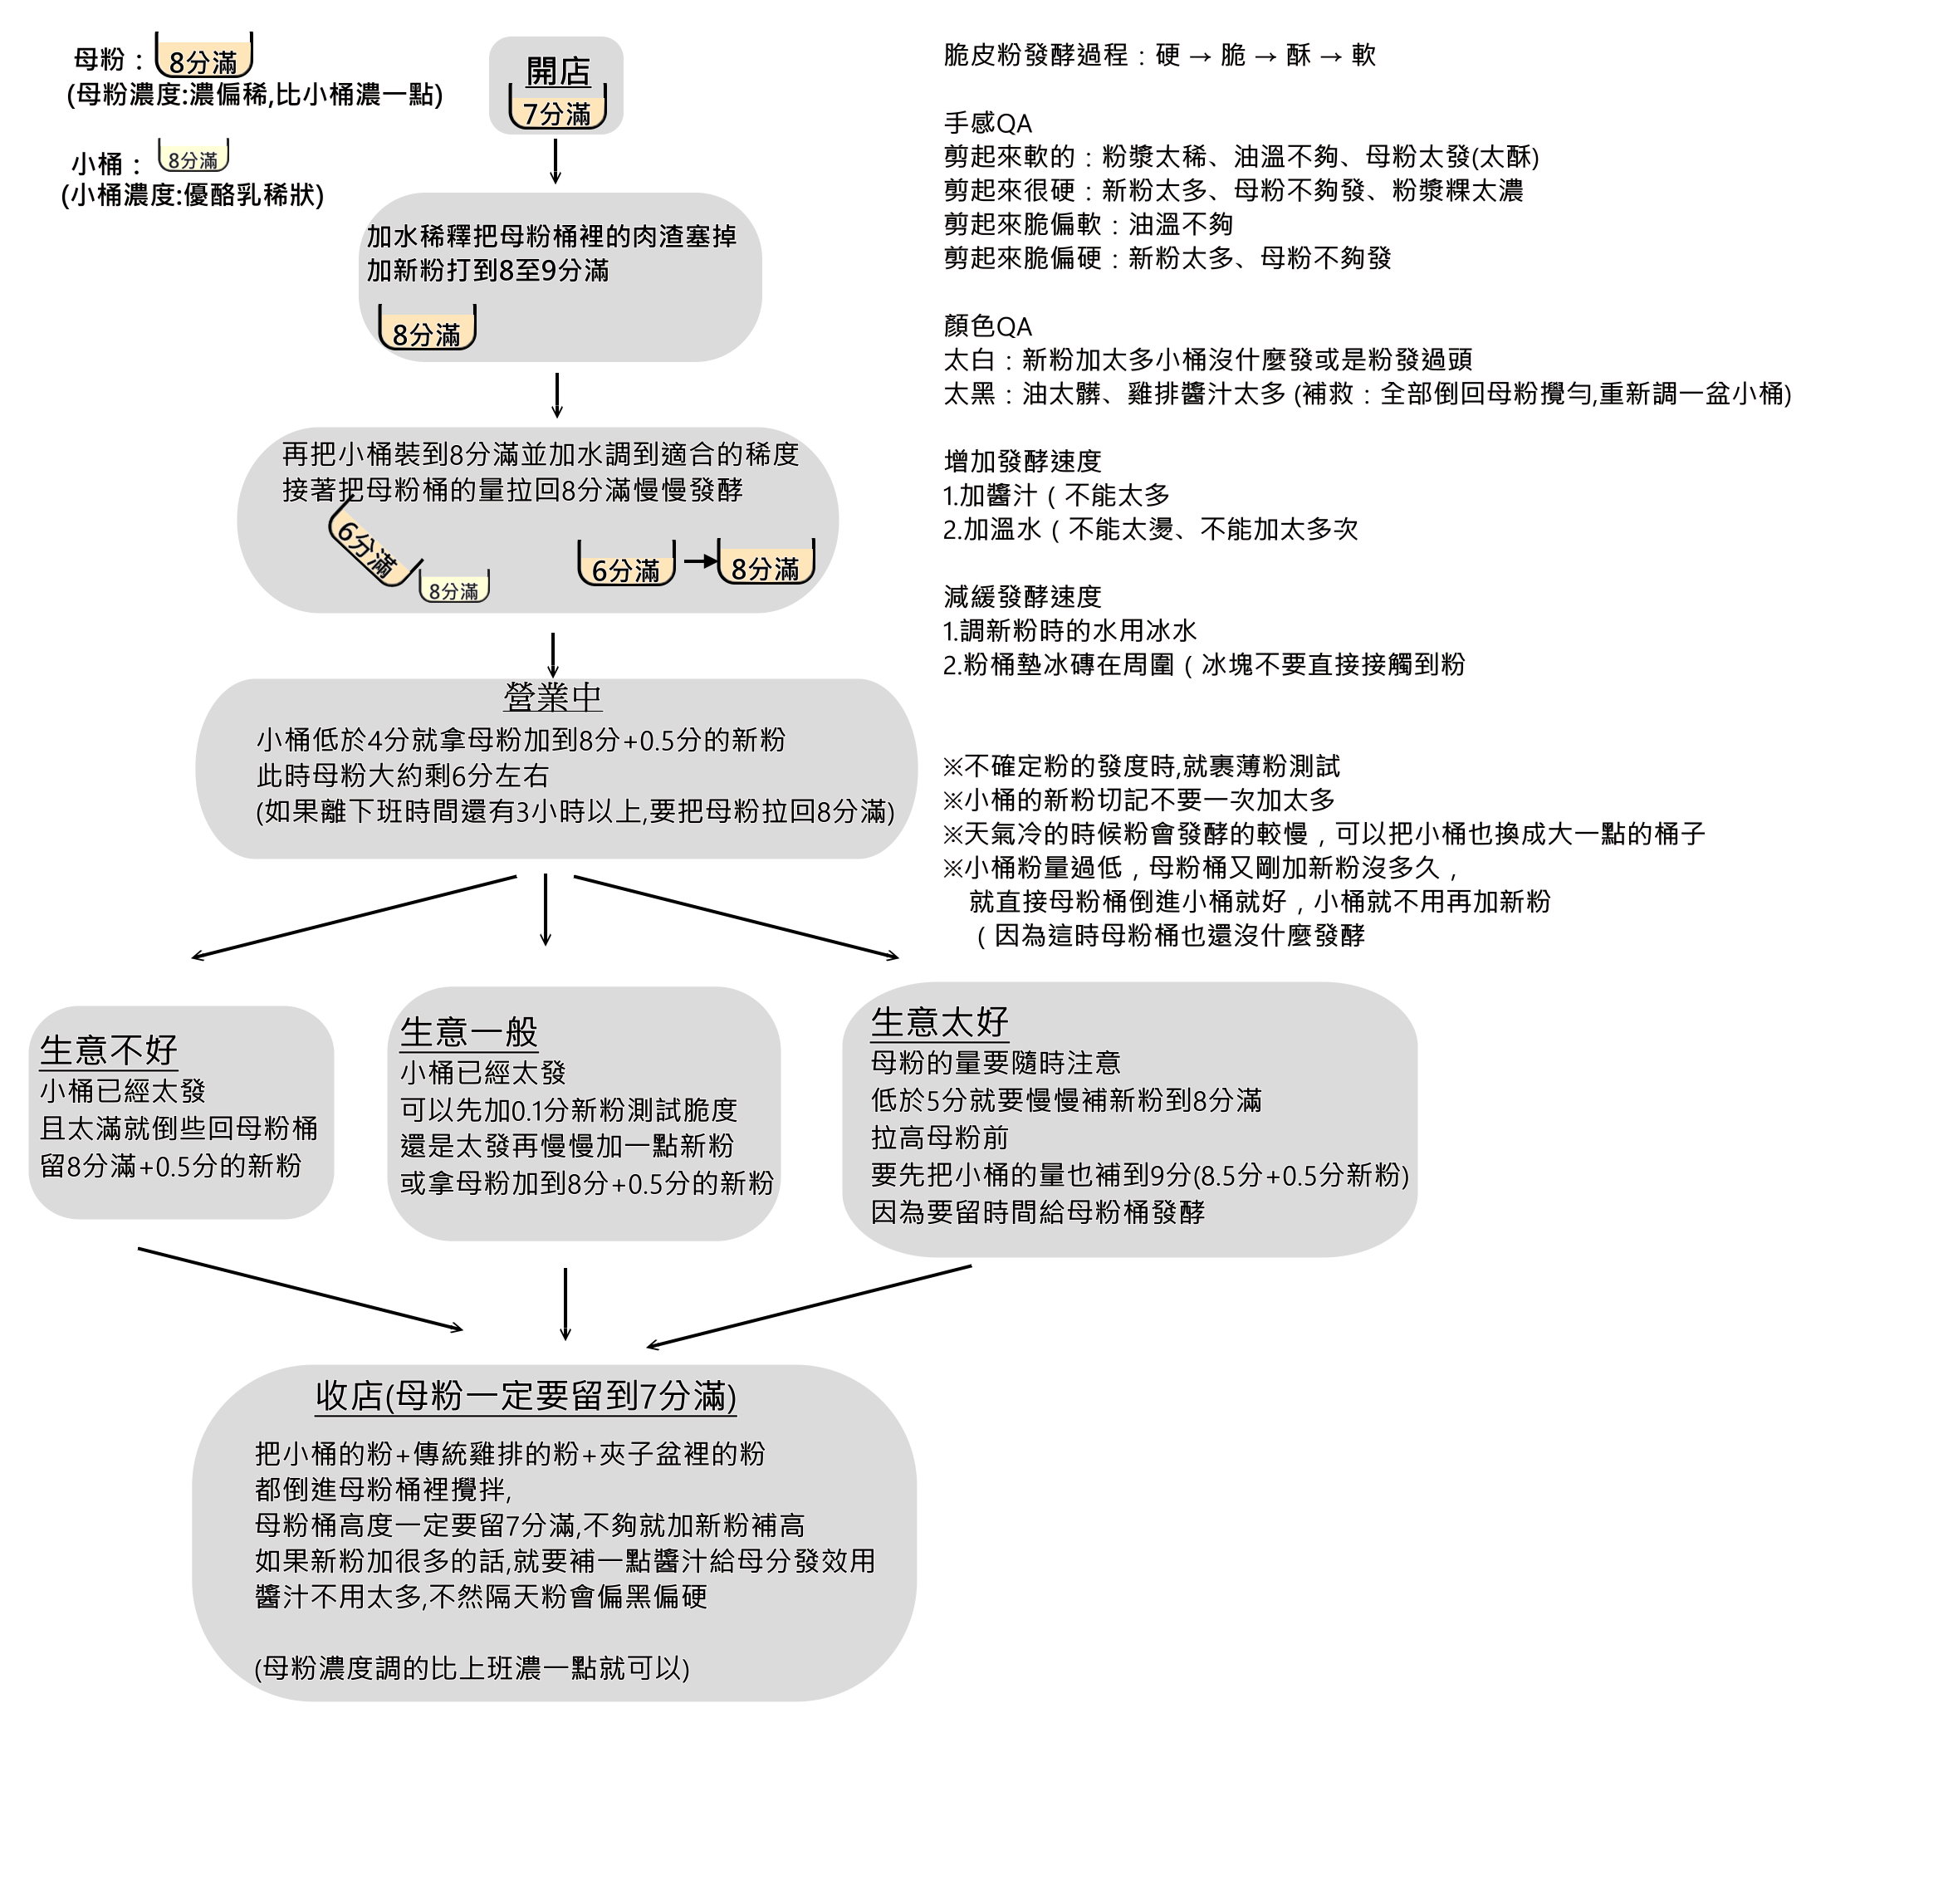 母粉：
8分滿
(母粉濃度:濃偏稀,比小桶濃一點)
小桶：
8分滿
(小桶濃度:優酪乳稀狀)
開店
7分滿
加水稀釋把母粉桶裡的肉渣塞掉
加新粉打到8至9分滿
8分滿
再把小桶裝到8分滿並加水調到適合的稀度
接著把母粉桶的量拉回8分滿慢慢發酵
6分滿
8分滿
6分滿
8分滿
營業中
小桶低於4分就拿母粉加到8分+0.5分的新粉
此時母粉大約剩6分左右
(如果離下班時間還有3小時以上,要把母粉拉回8分滿)
生意不好
小桶已經太發
且太滿就倒些回母粉桶
留8分滿+0.5分的新粉
生意一般
小桶已經太發
可以先加0.1分新粉測試脆度
還是太發再慢慢加一點新粉
或拿母粉加到8分+0.5分的新粉
生意太好
母粉的量要隨時注意
低於5分就要慢慢補新粉到8分滿
拉高母粉前
要先把小桶的量也補到9分(8.5分+0.5分新粉)
因為要留時間給母粉桶發酵
收店(母粉一定要留到7分滿)
把小桶的粉+傳統雞排的粉+夾子盆裡的粉
都倒進母粉桶裡攪拌,
母粉桶高度一定要留7分滿,不夠就加新粉補高
如果新粉加很多的話,就要補一點醬汁給母分發效用
醬汁不用太多,不然隔天粉會偏黑偏硬
(母粉濃度調的比上班濃一點就可以)
脆皮粉發酵過程：硬 → 脆 → 酥 → 軟
手感QA
剪起來軟的：粉漿太稀、油溫不夠、母粉太發(太酥)
剪起來很硬：新粉太多、母粉不夠發、粉漿粿太濃
剪起來脆偏軟：油溫不夠
剪起來脆偏硬：新粉太多、母粉不夠發
顏色QA
太白：新粉加太多小桶沒什麼發或是粉發過頭
太黑：油太髒、雞排醬汁太多 (補救：全部倒回母粉攪勻,重新調一盆小桶)
增加發酵速度
1.加醬汁（不能太多
2.加溫水（不能太燙、不能加太多次
減緩發酵速度
1.調新粉時的水用冰水
2.粉桶墊冰磚在周圍（冰塊不要直接接觸到粉
※不確定粉的發度時,就裹薄粉測試
※小桶的新粉切記不要一次加太多
※天氣冷的時候粉會發酵的較慢，可以把小桶也換成大一點的桶子
※小桶粉量過低，母粉桶又剛加新粉沒多久，
就直接母粉桶倒進小桶就好，小桶就不用再加新粉
（因為這時母粉桶也還沒什麼發酵